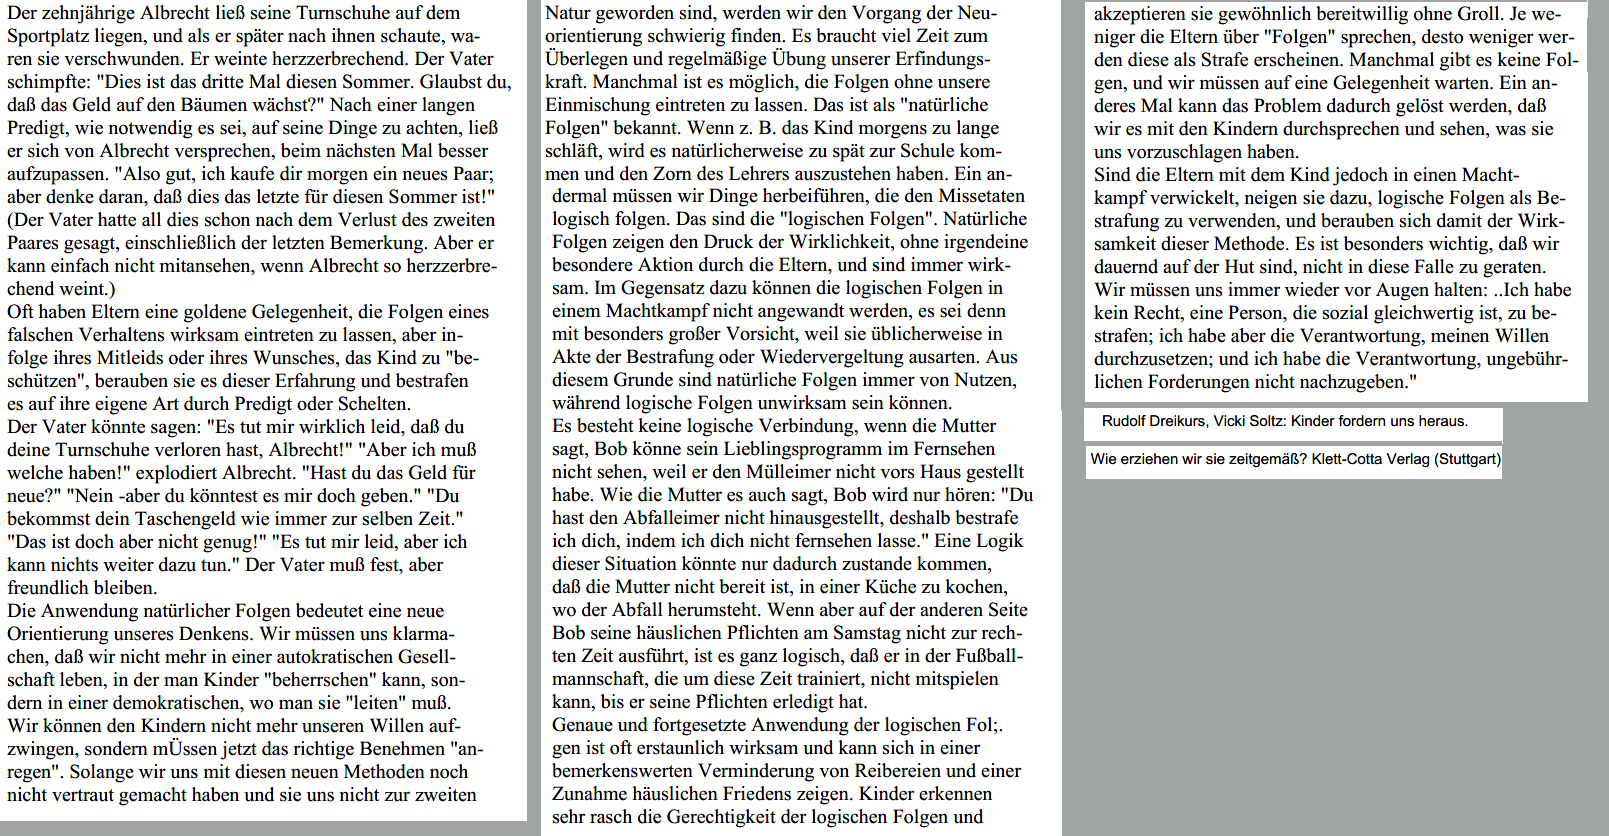 Der zehnjährige Albrecht ließ seine Turnschuhe auf dem
Sportplatz liegen, und als er später nach ihnen schaute, wa-
ren sie verschwunden. Er weinte herzzerbrechend. Der Vater
schimpfte: "Dies ist das dritte Mal diesen Sommer. Glaubst du,
daß das Geld auf den Bäumen wächst?" Nach einer langen
Predigt, wie notwendig es sei, auf seine Dinge zu achten, ließ
er sich von Albrecht versprechen, beim nächsten Mal besser
aufzupassen. "Also gut, ich kaufe dir morgen ein neues Paar;
aber denke daran, daß dies das letzte für diesen Sommer ist!"
(Der Vater hatte all dies schon nach dem Verlust des zweiten
Paares gesagt, einschließlich der letzten Bemerkung. Aber er
kann einfach nicht mitansehen, wenn Albrecht so herzzerbre-
chend weint.)
Oft haben Eltern eine goldene Gelegenheit, die Folgen eines
falschen Verhaltens wirksam eintreten zu lassen, aber in-
folge ihres Mitleids oder ihres Wunsches, das Kind zu "be-
schützen", berauben sie es dieser Erfahrung und bestrafen
es auf ihre eigene Art durch Predigt oder Schelten.
Der Vater könnte sagen: "Es tut mir wirklich leid, daß du
deine Turnschuhe verloren hast, Albrecht!" "Aber ich muß
welche haben!" explodiert Albrecht. "Hast du das Geld für
neue?" "Nein -aber du könntest es mir doch geben." "Du
bekommst dein Taschengeld wie immer zur selben Zeit."
"Das ist doch aber nicht genug!" "Es tut mir leid, aber ich
kann nichts weiter dazu tun." Der Vater muß fest, aber
freundlich bleiben.
Die Anwendung natürlicher Folgen bedeutet eine neue
Orientierung unseres Denkens. Wir müssen uns klarma-
chen, daß wir nicht mehr in einer autokratischen Gesell-
schaft leben, in der man Kinder "beherrschen" kann, son-
dern in einer demokratischen, wo man sie "leiten" muß.
Wir können den Kindern nicht mehr unseren Willen auf-
zwingen, sondern mÜssen jetzt das richtige Benehmen "an-
regen". Solange wir uns mit diesen neuen Methoden noch
nicht vertraut gemacht haben und sie uns nicht zur zweiten
Natur geworden sind, werden wir den Vorgang der Neu-
orientierung schwierig finden. Es braucht viel Zeit zum
Überlegen und regelmäßige Übung unserer Erfindungs-
kraft. Manchmal ist es möglich, die Folgen ohne unsere
Einmischung eintreten zu lassen. Das ist als "natürliche
Folgen" bekannt. Wenn z. B. das Kind morgens zu lange
schläft, wird es natürlicherweise zu spät zur Schule kom-
men und den Zorn des Lehrers auszustehen haben. Ein an-
dermal müssen wir Dinge herbeiführen, die den Missetaten
logisch folgen. Das sind die "logischen Folgen". Natürliche
Folgen zeigen den Druck der Wirklichkeit, ohne irgendeine
besondere Aktion durch die Eltern, und sind immer wirk-
sam. Im Gegensatz dazu können die logischen Folgen in
einem Machtkampf nicht angewandt werden, es sei denn
mit besonders großer Vorsicht, weil sie üblicherweise in
Akte der Bestrafung oder Wiedervergeltung ausarten. Aus
diesem Grunde sind natürliche Folgen immer von Nutzen,
während logische Folgen unwirksam sein können.
Es besteht keine logische Verbindung, wenn die Mutter
sagt, Bob könne sein Lieblingsprogramm im Fernsehen
nicht sehen, weil er den Mülleimer nicht vors Haus gestellt
habe. Wie die Mutter es auch sagt, Bob wird nur hören: "Du
hast den Abfalleimer nicht hinausgestellt, deshalb bestrafe
ich dich, indem ich dich nicht fernsehen lasse." Eine Logik
dieser Situation könnte nur dadurch zustande kommen,
daß die Mutter nicht bereit ist, in einer Küche zu kochen,
wo der Abfall herumsteht. Wenn aber auf der anderen Seite
Bob seine häuslichen Pflichten am Samstag nicht zur rech-
ten Zeit ausführt, ist es ganz logisch, daß er in der Fußball-
mannschaft, die um diese Zeit trainiert, nicht mitspielen
kann, bis er seine Pflichten erledigt hat.
Genaue und fortgesetzte Anwendung der logischen Fol;.
gen ist oft erstaunlich wirksam und kann sich in einer
bemerkenswerten Verminderung von Reibereien und einer
Zunahme häuslichen Friedens zeigen. Kinder erkennen
sehr rasch die Gerechtigkeit der logischen Folgen und
akzeptieren sie gewöhnlich bereitwillig ohne Groll. Je we-
niger die Eltern über "Folgen" sprechen, desto weniger wer-
den diese als Strafe erscheinen. Manchmal gibt es keine Fol-
gen, und wir müssen auf eine Gelegenheit warten. Ein an-
deres Mal kann das Problem dadurch gelöst werden, daß
wir es mit den Kindern durchsprechen und sehen, was sie
uns vorzuschlagen haben.
Sind die Eltern mit dem Kind jedoch in einen Macht-
kampf verwickelt, neigen sie dazu, logische Folgen als Be-
strafung zu verwenden, und berauben sich damit der Wirk-
samkeit dieser Methode. Es ist besonders wichtig, daß wir
dauernd auf der Hut sind, nicht in diese Falle zu geraten.
Wir müssen uns immer wieder vor Augen halten: ..Ich habe
kein Recht, eine Person, die sozial gleichwertig ist, zu be-
strafen; ich habe aber die Verantwortung, meinen Willen
durchzusetzen; und ich habe die Verantwortung, ungebühr-
lichen Forderungen nicht nachzugeben."
Rudolf Dreikurs, Vicki Soltz: Kinder fordern uns heraus.
Wie erziehen wir sie zeitgemäß? Klett-Cotta Verlag (Stuttgart)